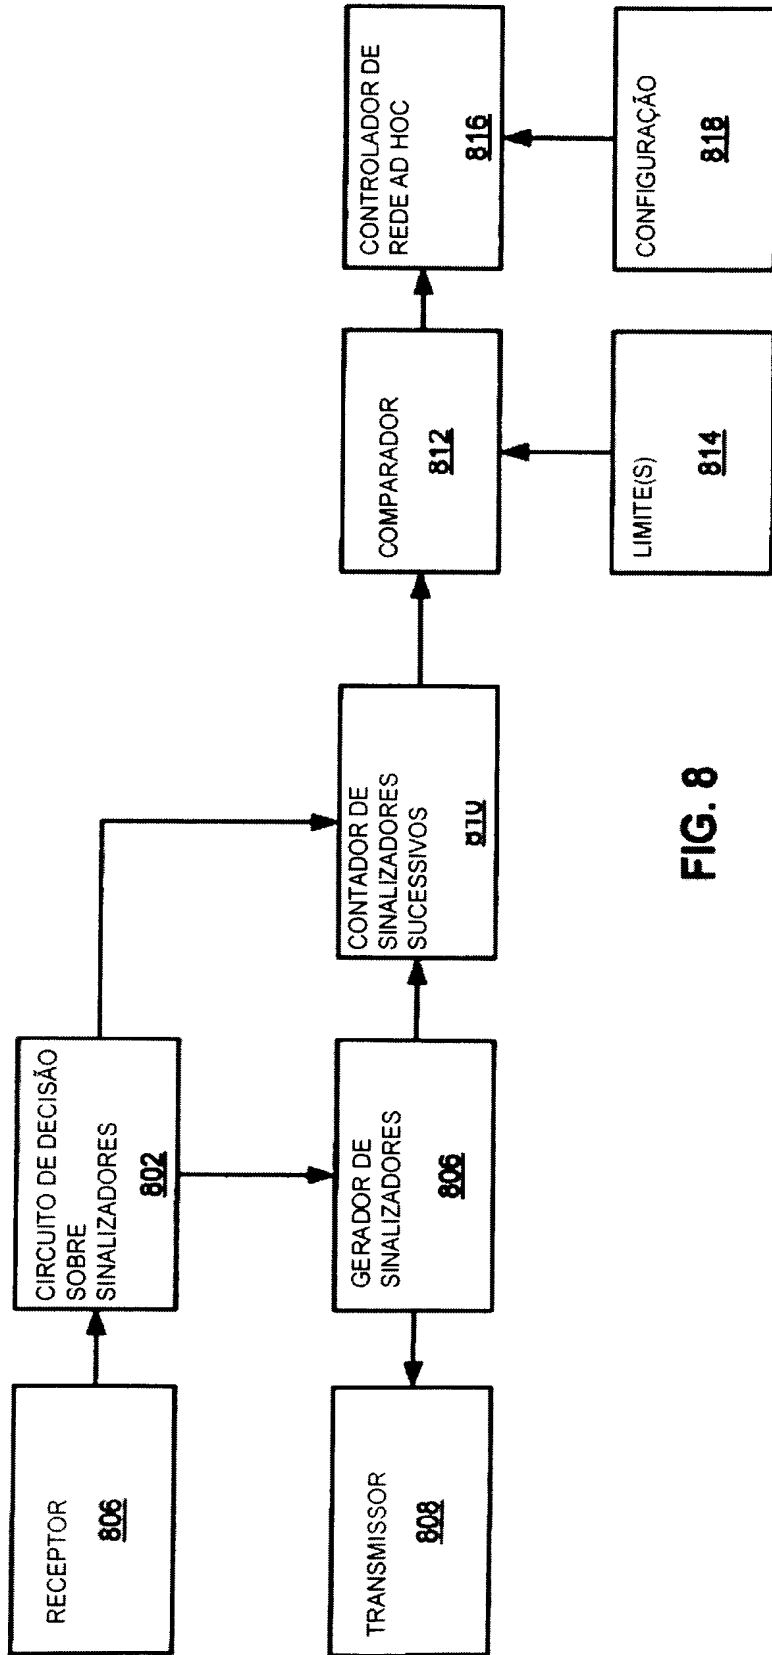 RECEPTOR
806
CIRCUITO DE DECISÃO
SOBRE
SINALIZADORES
802
TRANSMISSOR
808
GERADOR DE
SINALIZADORES
806
CONTADOR DE
SINALIZADORES
SUCESSIVOS
810
COMPARADOR
812
CONTROLADOR DE
REDE AD HOC
816
LIMITE(S)
814
CONFIGURAÇÃO
818
FIG. 8